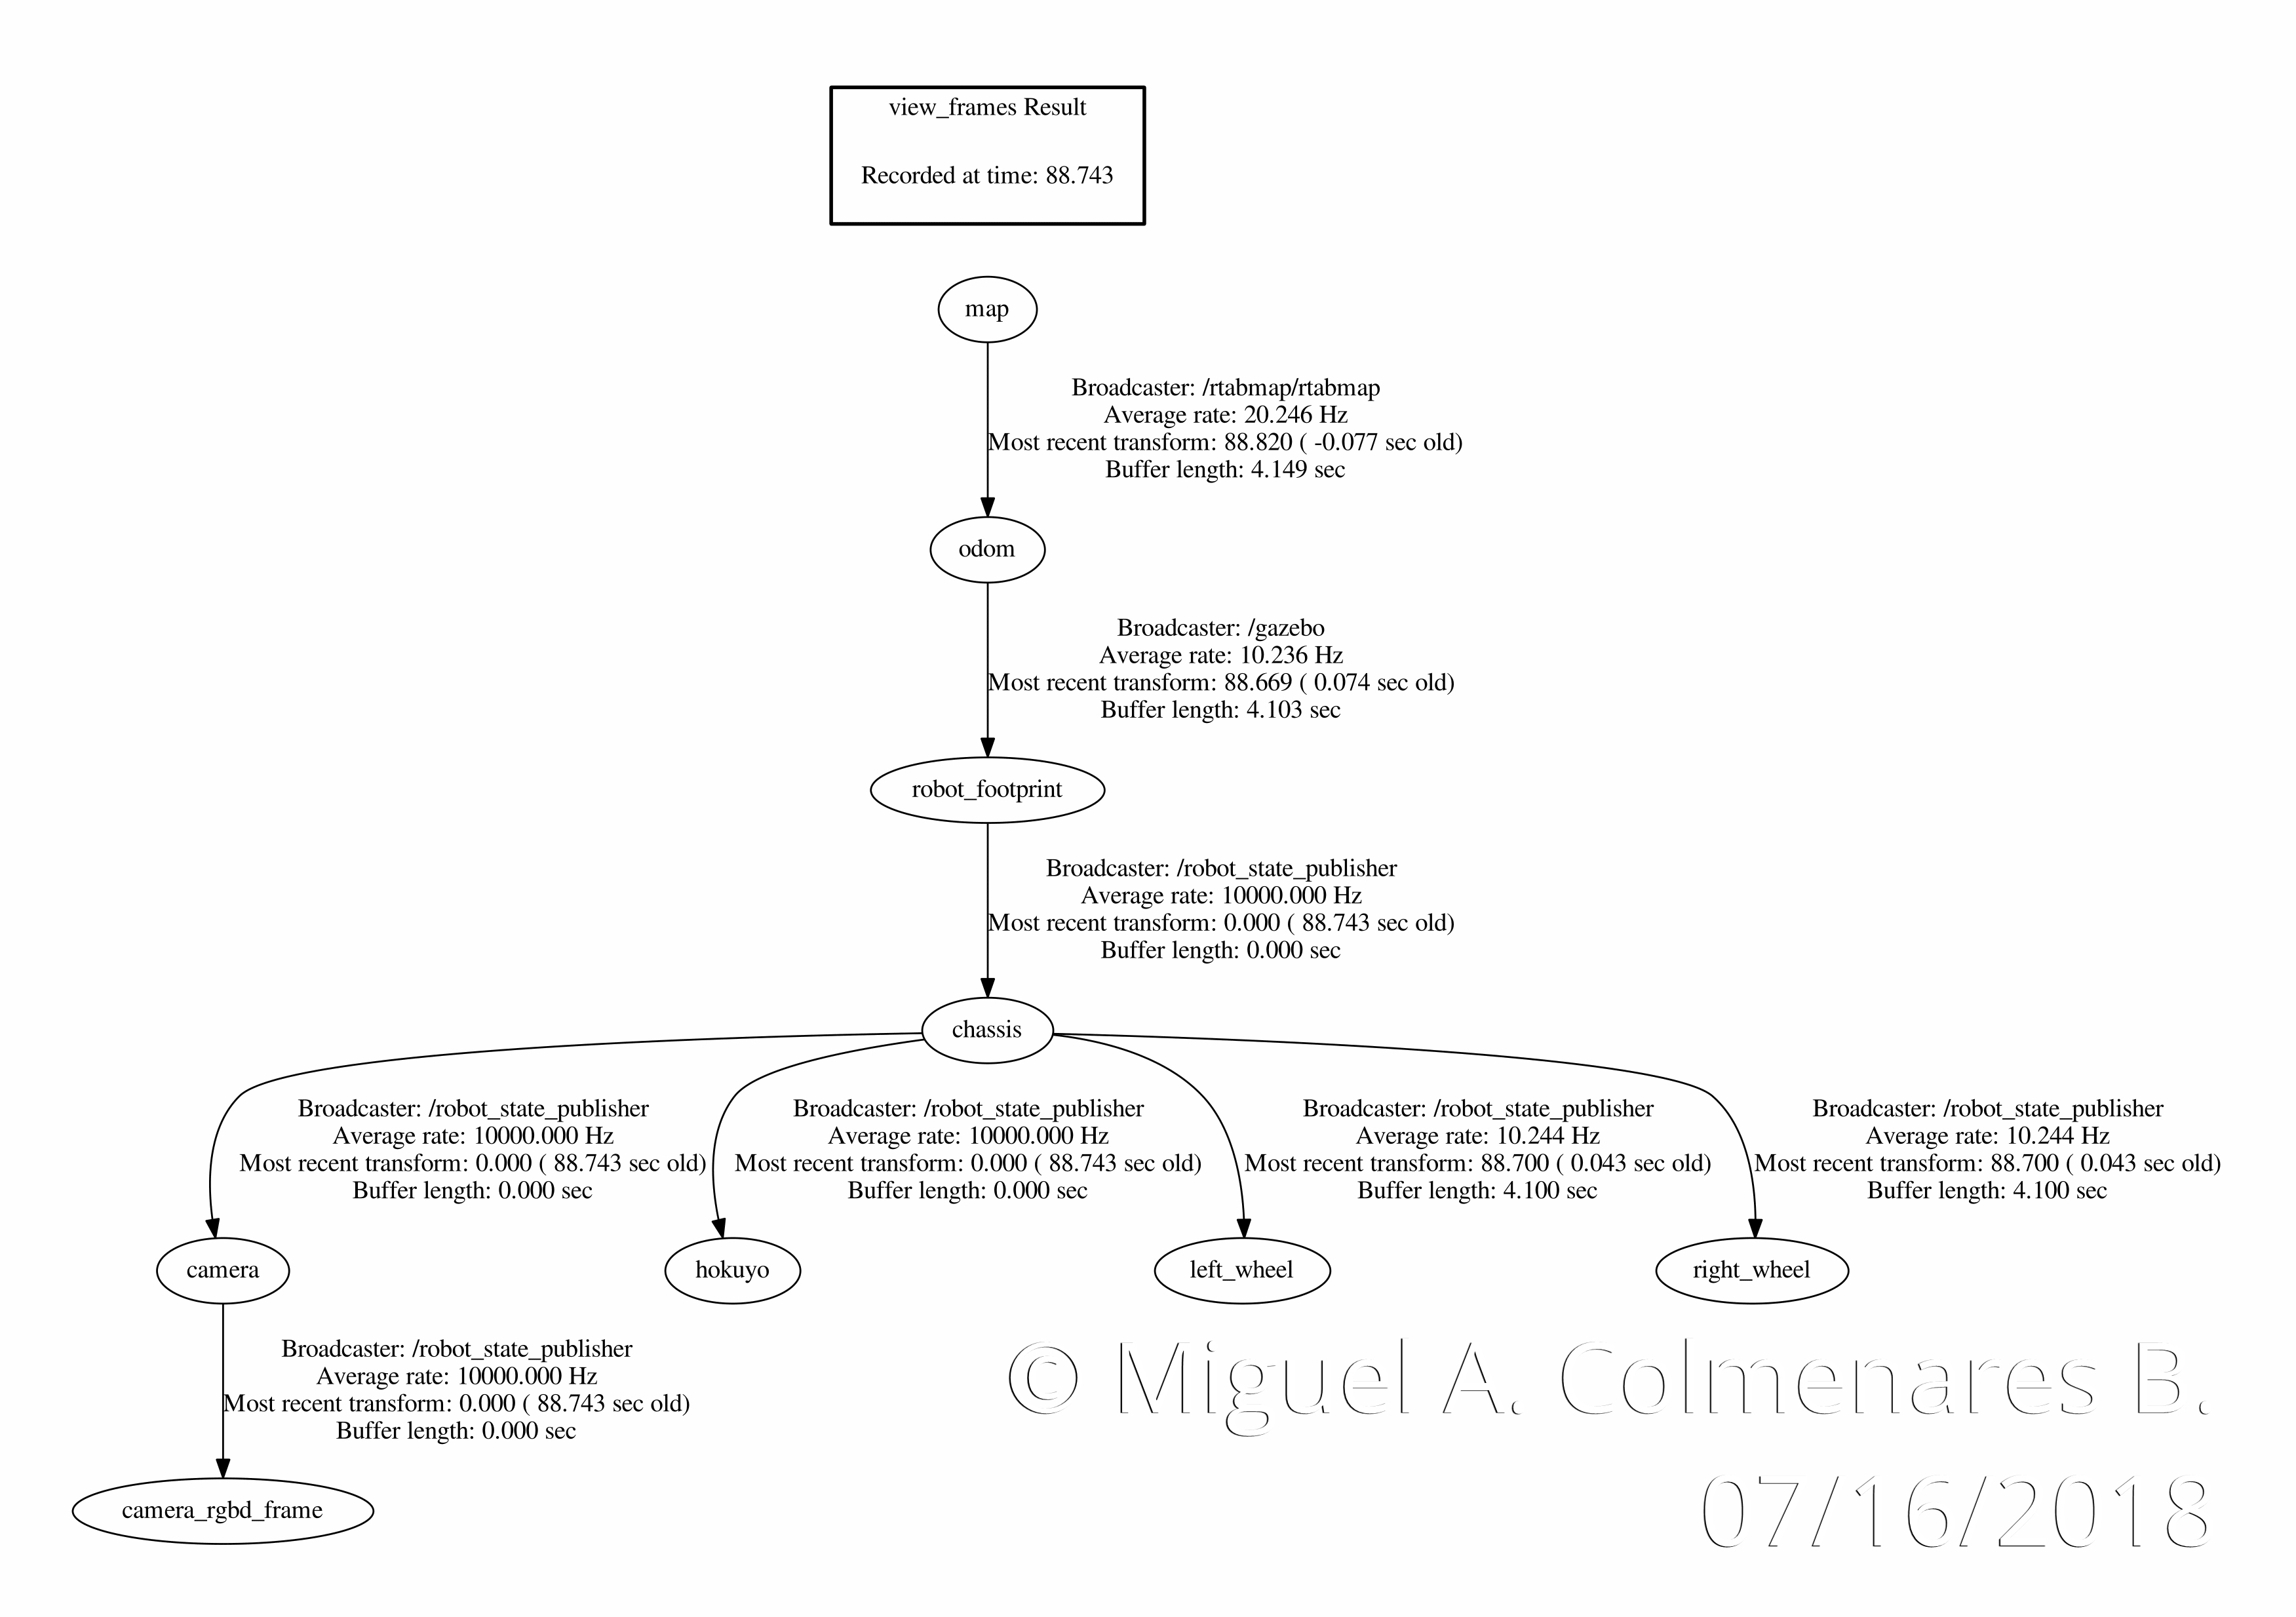 view_frames Result
Recorded at time: 88.743
map
Broadcaster: /rtabmap/rtabmap
Average rate: 20.246 Hz
Most recent transform: 88.820 ( -0.077 sec old)
Buffer length: 4.149 sec
odom
Broadcaster: /gazebo
Average rate: 10.236 Hz
Most recent transform: 88.669 ( 0.074 sec old)
Buffer length: 4.103 sec
robot_footprint
Broadcaster: /robot_state_publisher
Average rate: 10000.000 Hz
Most recent transform: 0.000 ( 88.743 sec old)
Buffer length: 0.000 sec
chassis
Broadcaster: /robot_state_publisher
Average rate: 10000.000 Hz
Most recent transform: 0.000 ( 88.743 sec old)
Buffer length: 0.000 sec
Broadcaster: /robot_state_publisher
Average rate: 10000.000 Hz
Most recent transform: 0.000 ( 88.743 sec old)
Buffer length: 0.000 sec
Broadcaster: /robot_state_publisher
Average rate: 10.244 Hz
Most recent transform: 88.700 ( 0.043 sec old)
Buffer length: 4.100 sec
Broadcaster: /robot_state_publisher
Average rate: 10.244 Hz
Most recent transform: 88.700 ( 0.043 sec old)
Buffer length: 4.100 sec
camera
hokuyo
left_wheel
right_wheel
Broadcaster: /robot_state_publisher
Average rate: 10000.000 Hz
Most recent transform: 0.000 ( 88.743 sec old)
Buffer length: 0.000 sec
camera_rgbd_frame
© Miguel A. Colmenares B.
07/16/2018